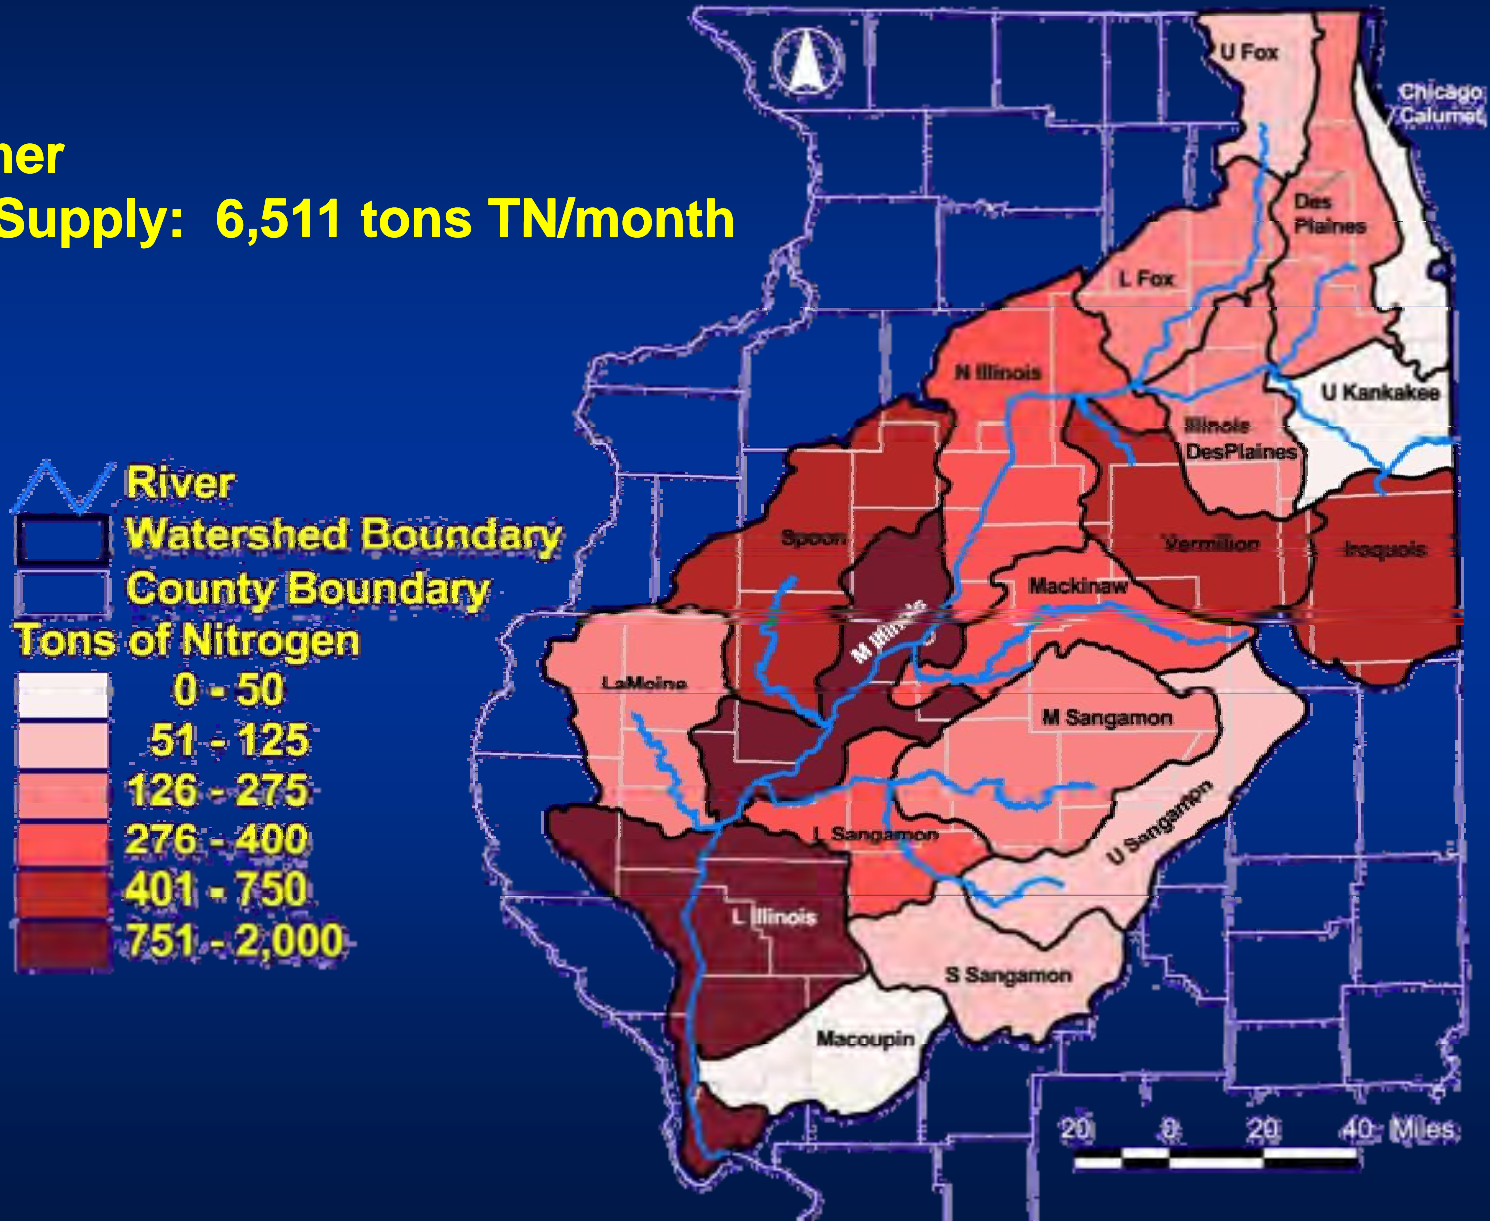 ner
Supply: 6,511 tons TN/month
U Fox
Chicago
Calumet
Des
Plaines
L Fox
N Illinois
U Kankakee
Illinois
DesPlaines
Spoon
Vermilion
Iroquois
Mackinaw
M Illinois
LaMoine
M Sangamon
U Sangamon
L Sangamon
L Illinois
S Sangamon
Macoupin
River
Watershed Boundary
County Boundary
Tons of Nitrogen
0 - 50
51 - 125
126 - 275
276 - 400
401 - 750
751 - 2,000
20 0 20 40 Miles